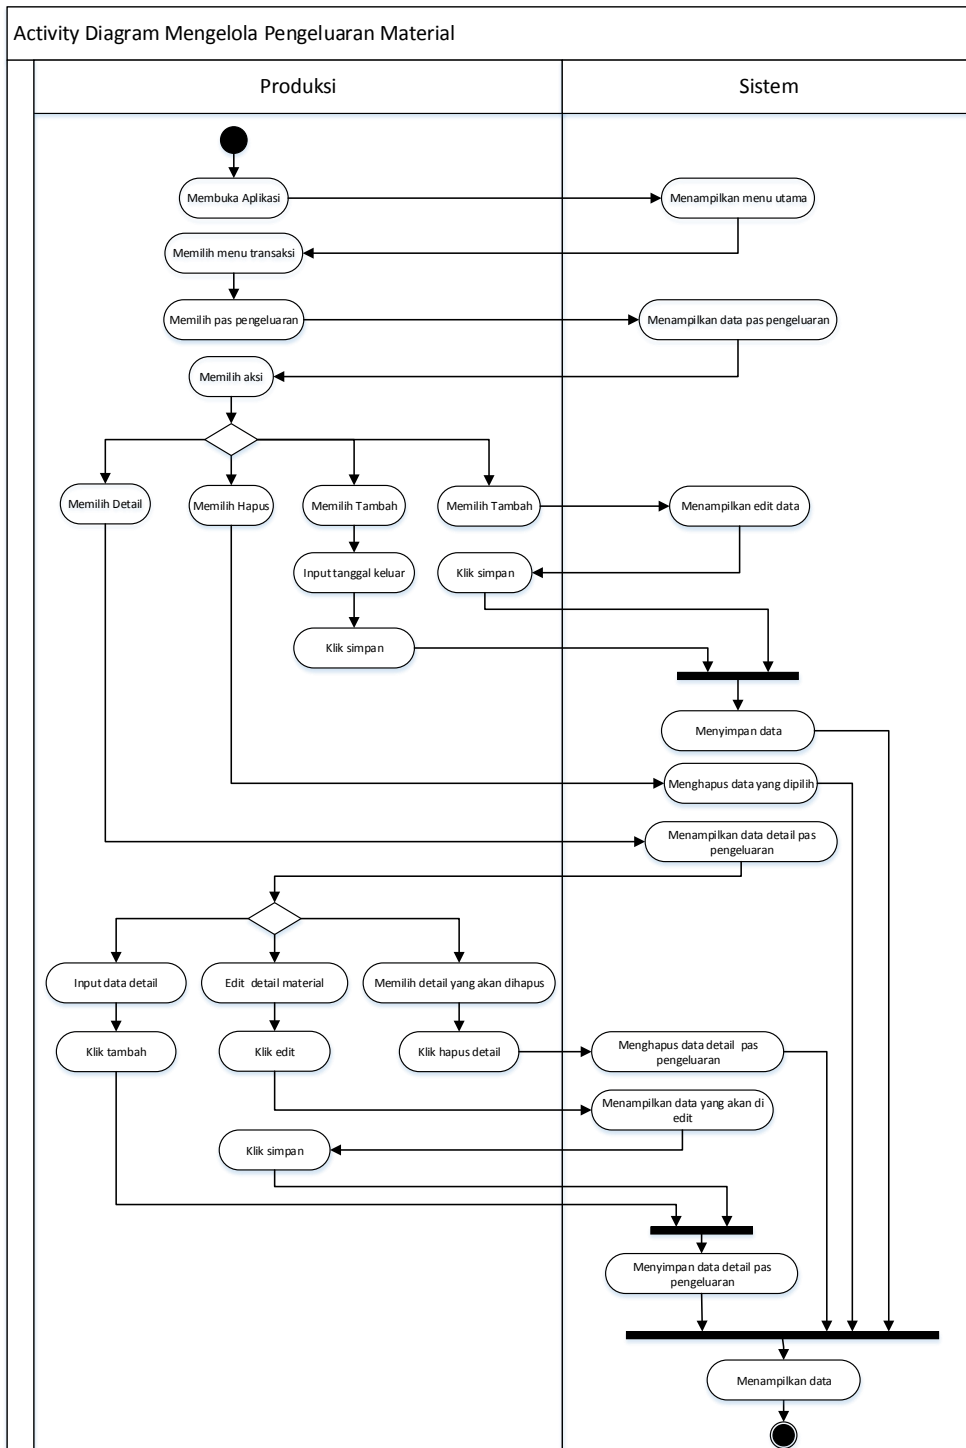 Activity Diagram Mengelola Pengeluaran Material
Produksi
Sistem
Membuka Aplikasi
Menampilkan menu utama
Memilih menu transaksi
Memilih pas pengeluaran
Menampilkan data pas pengeluaran
Memilih aksi
Memilih Detail
Memilih Hapus
Memilih Tambah
Memilih Tambah
Menampilkan edit data
Input tanggal keluar
Klik simpan
Klik simpan
Menyimpan data
Menghapus data yang dipilih
Menampilkan data detail pas
pengeluaran
Input data detail
Edit detail material
Memilih detail yang akan dihapus
Klik tambah
Klik edit
Klik hapus detail
Menghapus data detail pas
pengeluaran
Menampilkan data yang akan di
edit
Klik simpan
Menyimpan data detail pas
pengeluaran
Menampilkan data